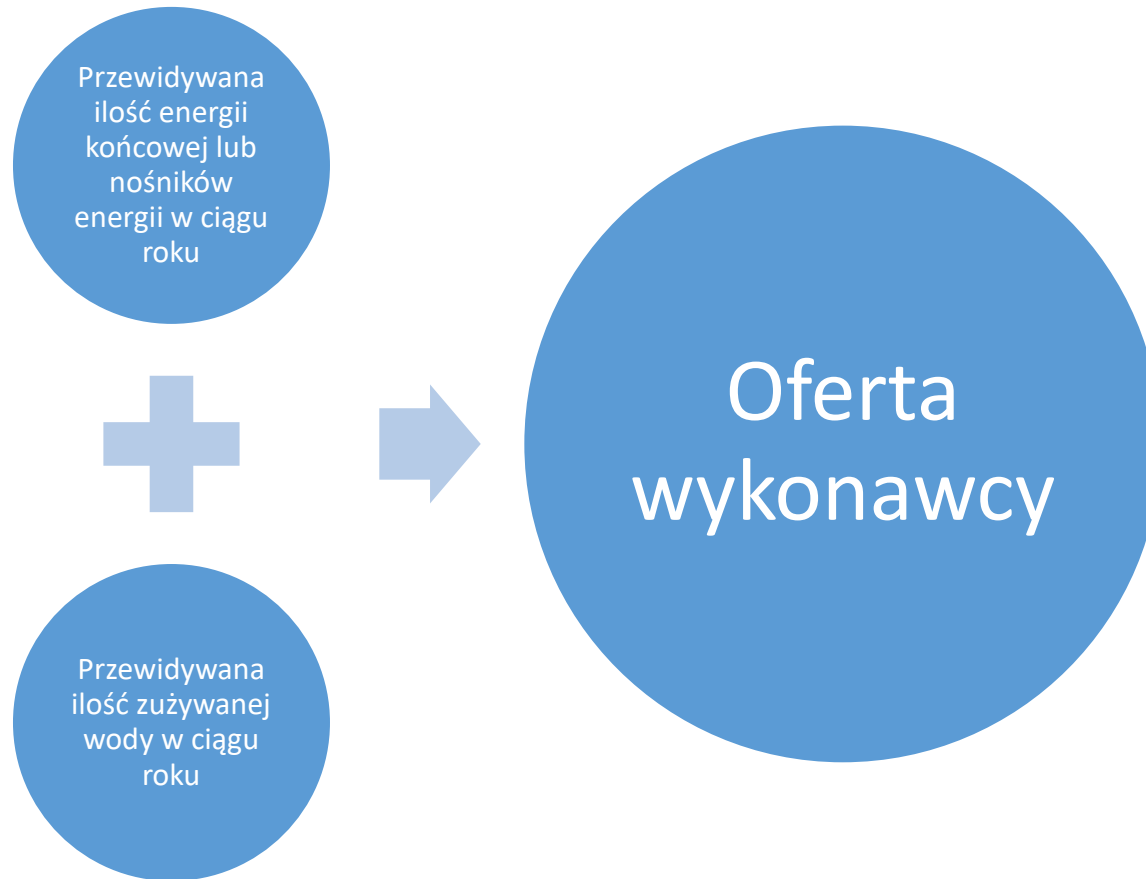 Przewidywana
ilość energii
końcowej lub
nośników
energii w ciągu
roku
Przewidywana
ilość zużywanej
wody w ciągu
roku
Oferta
wykonawcy